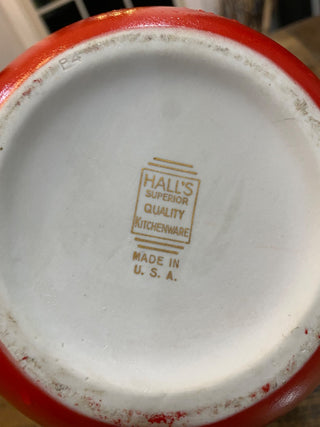 HALL'S
SUPERIOR
QUALITY
KITCHENWARE
MADE IN
U. S. A.